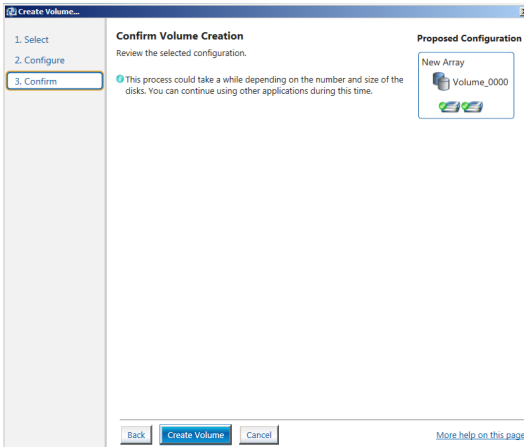 Create Volume...
1. Select
2. Configure
3. Confirm
Confirm Volume Creation
Review the selected configuration.
This process could take a while depending on the number and size of the
disks. You can continue using other applications during this time.
Proposed Configuration
New Array
Volume_0000
Back
Create Volume
Cancel
More help on this page